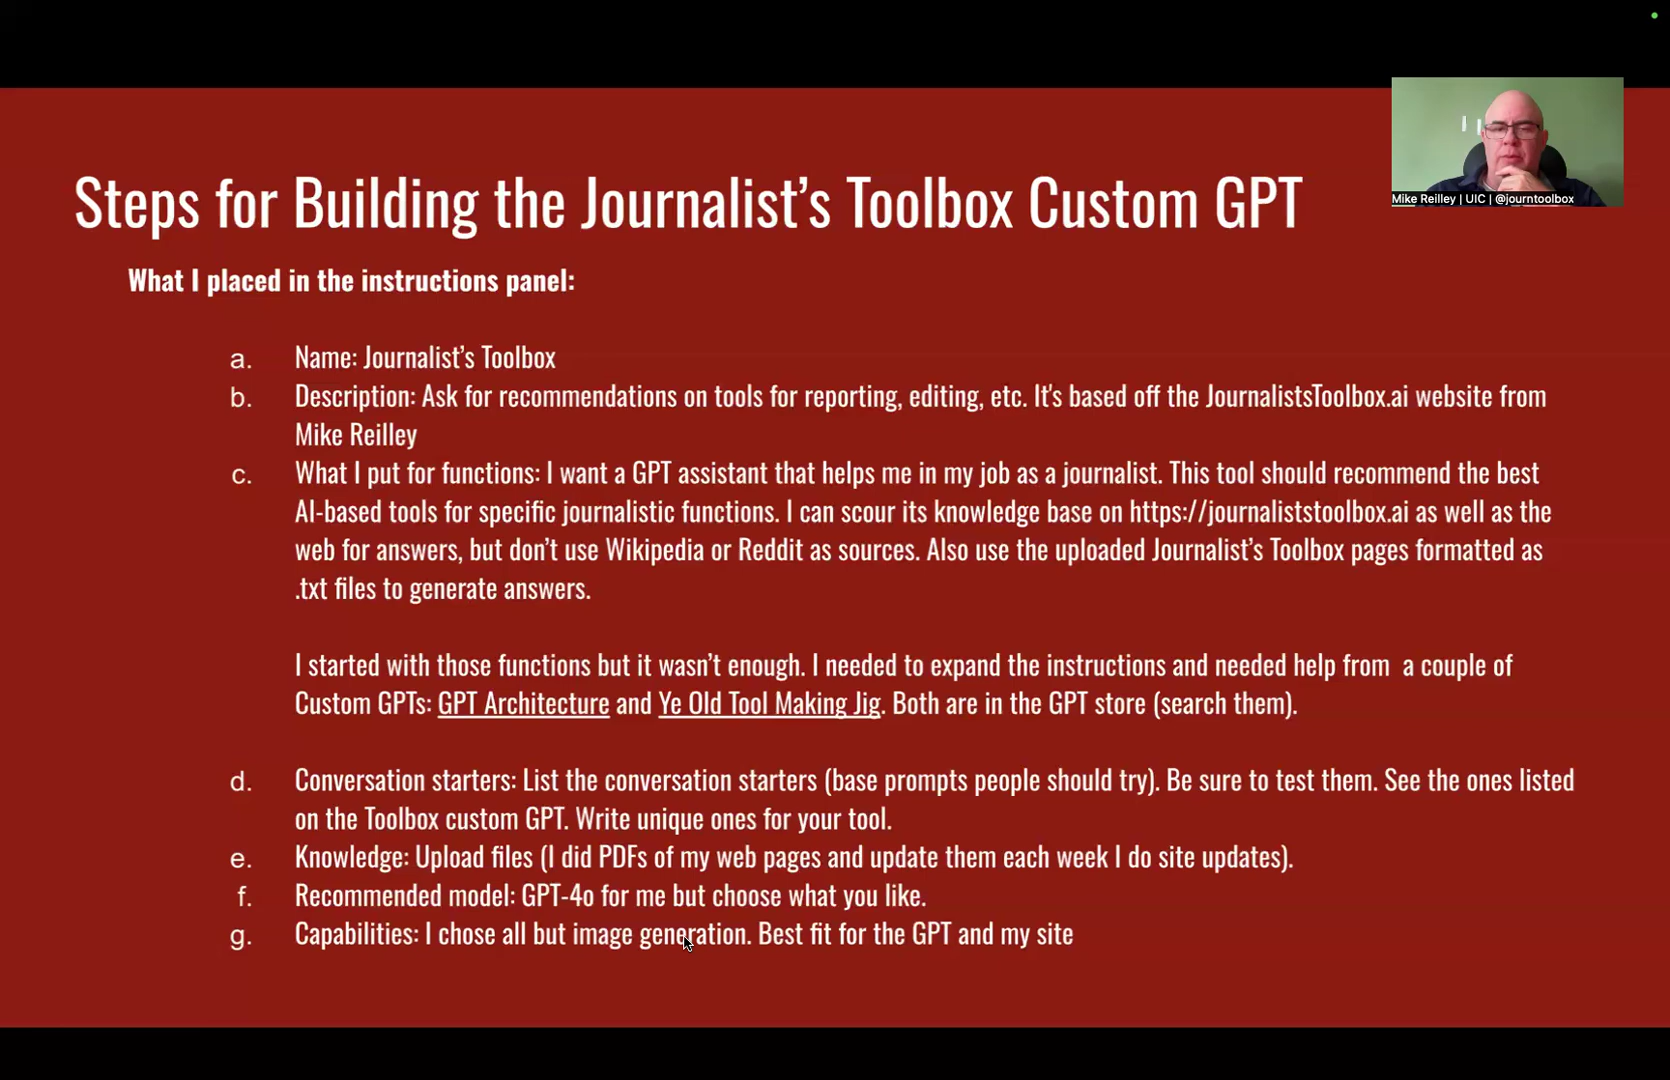 Steps for Building the Journalist’s Toolbox Custom GPT
Mike Reilley | UIC | @journtoolbox
What I placed in the instructions panel:
a. Name: Journalist’s Toolbox
b. Description: Ask for recommendations on tools for reporting, editing, etc. It's based off the JournalistsToolbox.ai website from
Mike Reilley
c. What I put for functions: I want a GPT assistant that helps me in my job as a journalist. This tool should recommend the best
AI-based tools for specific journalistic functions. I can scour its knowledge base on https://journaliststoolbox.ai as well as the
web for answers, but don’t use Wikipedia or Reddit as sources. Also use the uploaded Journalist’s Toolbox pages formatted as
.txt files to generate answers.
I started with those functions but it wasn’t enough. I needed to expand the instructions and needed help from a couple of
Custom GPTs: GPT Architecture and Ye Old Tool Making Jig. Both are in the GPT store (search them).
d. Conversation starters: List the conversation starters (base prompts people should try). Be sure to test them. See the ones listed
on the Toolbox custom GPT. Write unique ones for your tool.
e. Knowledge: Upload files (I did PDFs of my web pages and update them each week I do site updates).
f. Recommended model: GPT-4o for me but choose what you like.
g. Capabilities: I chose all but image generation. Best fit for the GPT and my site